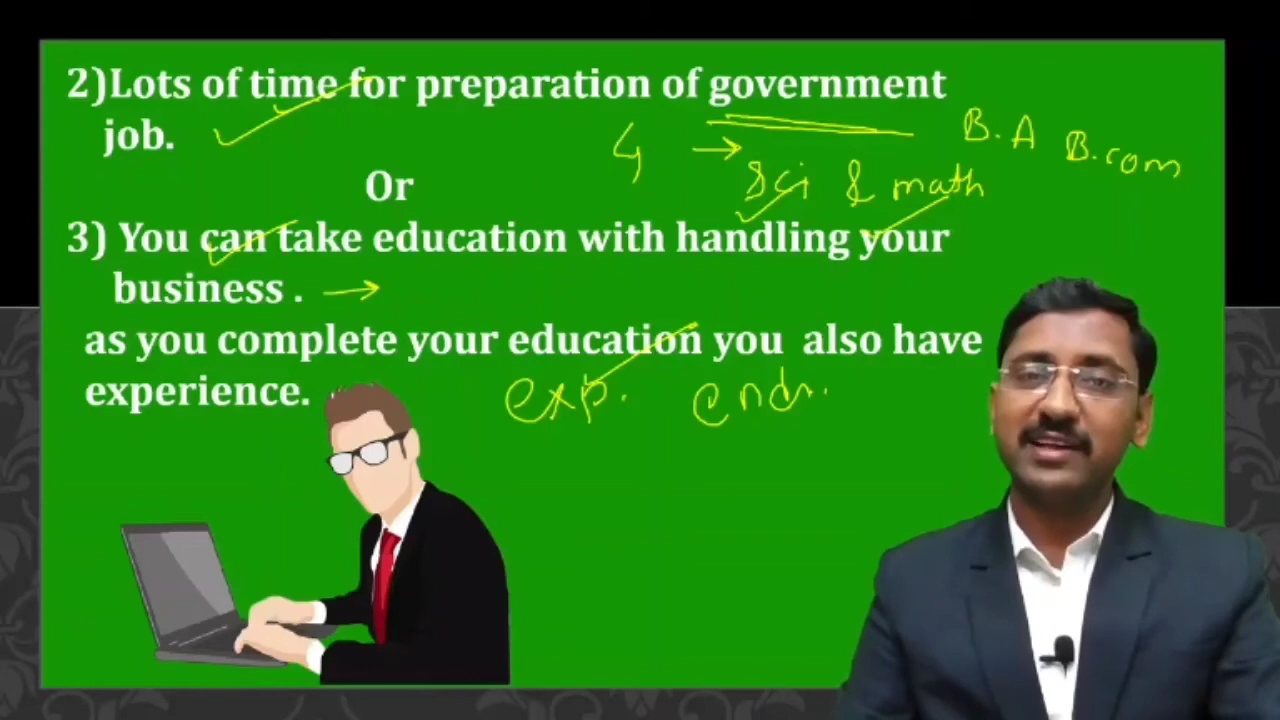 2)Lots of time for preparation of government
job.
B.A B.com
4 → Sci & math
Or
3) You can take education with handling your
business . →
as you complete your education you also have
experience.
exp.